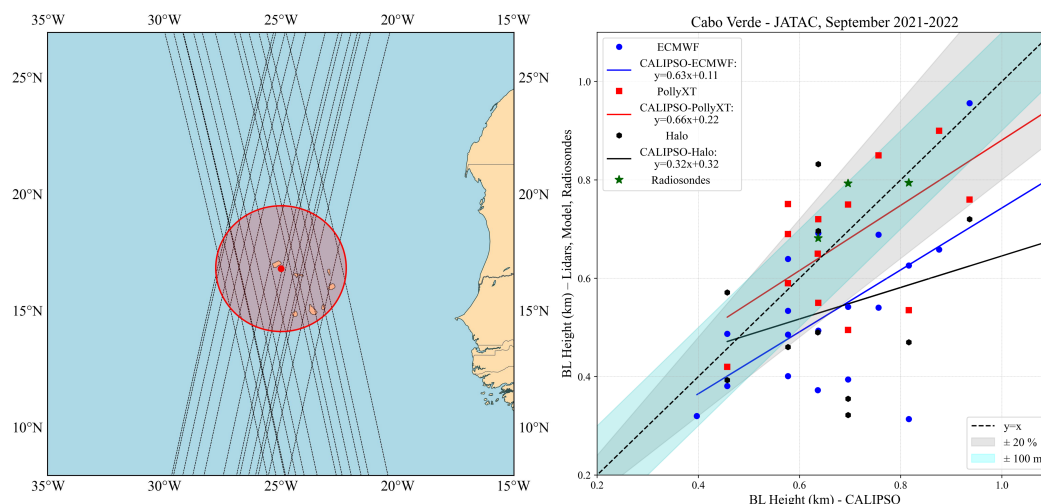 35°W 30°W 25°W 20°W 15°W
25°N 25°N
20°N 20°N
15°N 15°N
10°N 10°N
35°W 30°W 25°W 20°W 15°W
Cabo Verde - JATAC, September 2021-2022
BL Height (km) – Lidars, Model, Radiosondes
1.0
0.8
0.6
0.4
0.2
ECMWF
CALIPSO-ECMWF:
y=0.63x+0.11
PollyXT
CALIPSO-PollyXT:
y=0.66x+0.22
Halo
CALIPSO-Halo:
y=0.32x+0.32
Radiosondes
y=x
± 20 %
± 100 m
0.2 0.4 0.6 0.8 1.0
BL Height (km) - CALIPSO